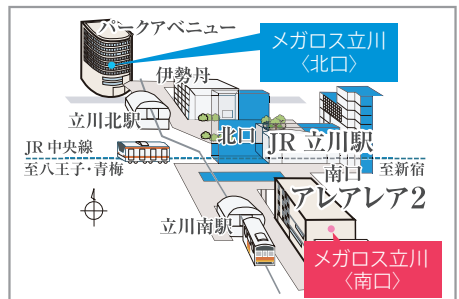 パークアベニュー
メガロス立川
〈北口〉
伊勢丹
立川北駅
北口
JR 立川駅
JR 中央線
至八王子・青梅
至新宿
南口
アレアレア2
立川南駅
メガロス立川
〈南口〉